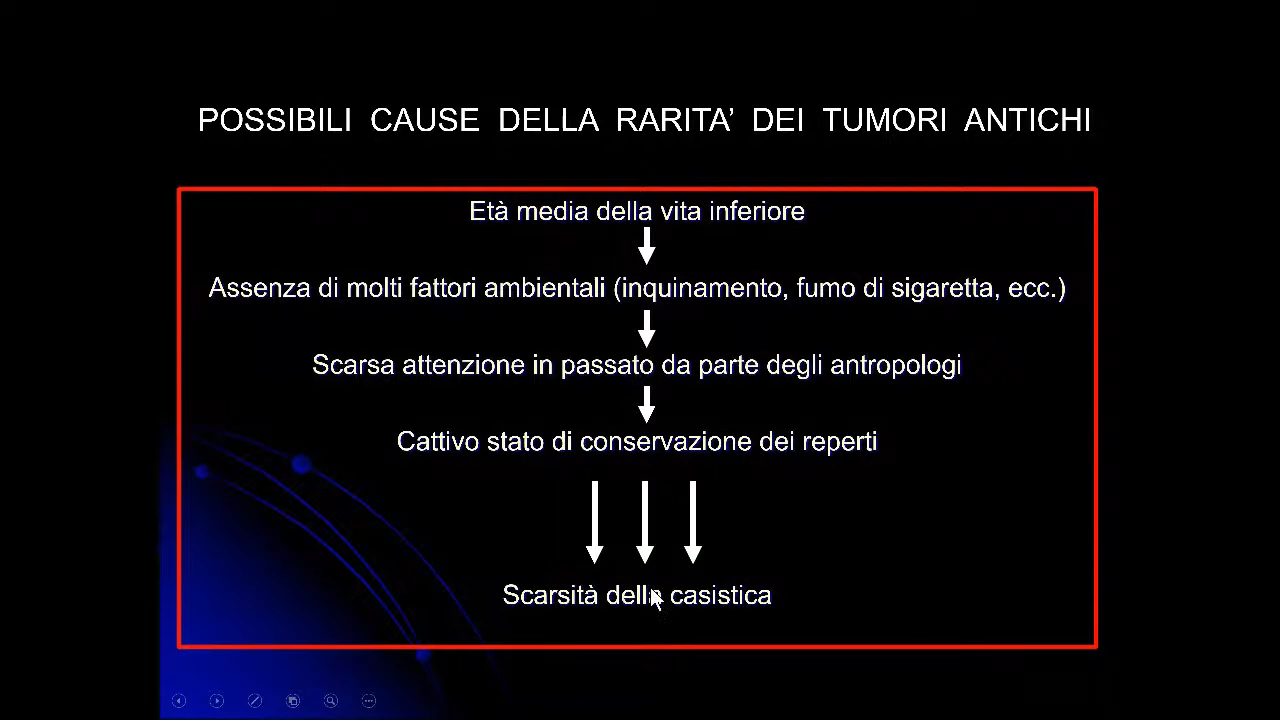 POSSIBILI CAUSE DELLA RARITA’ DEI TUMORI ANTICHI
Età media della vita inferiore
Assenza di molti fattori ambientali (inquinamento, fumo di sigaretta, ecc.)
Scarsa attenzione in passato da parte degli antropologi
Cattivo stato di conservazione dei reperti
Scarsità della casistica